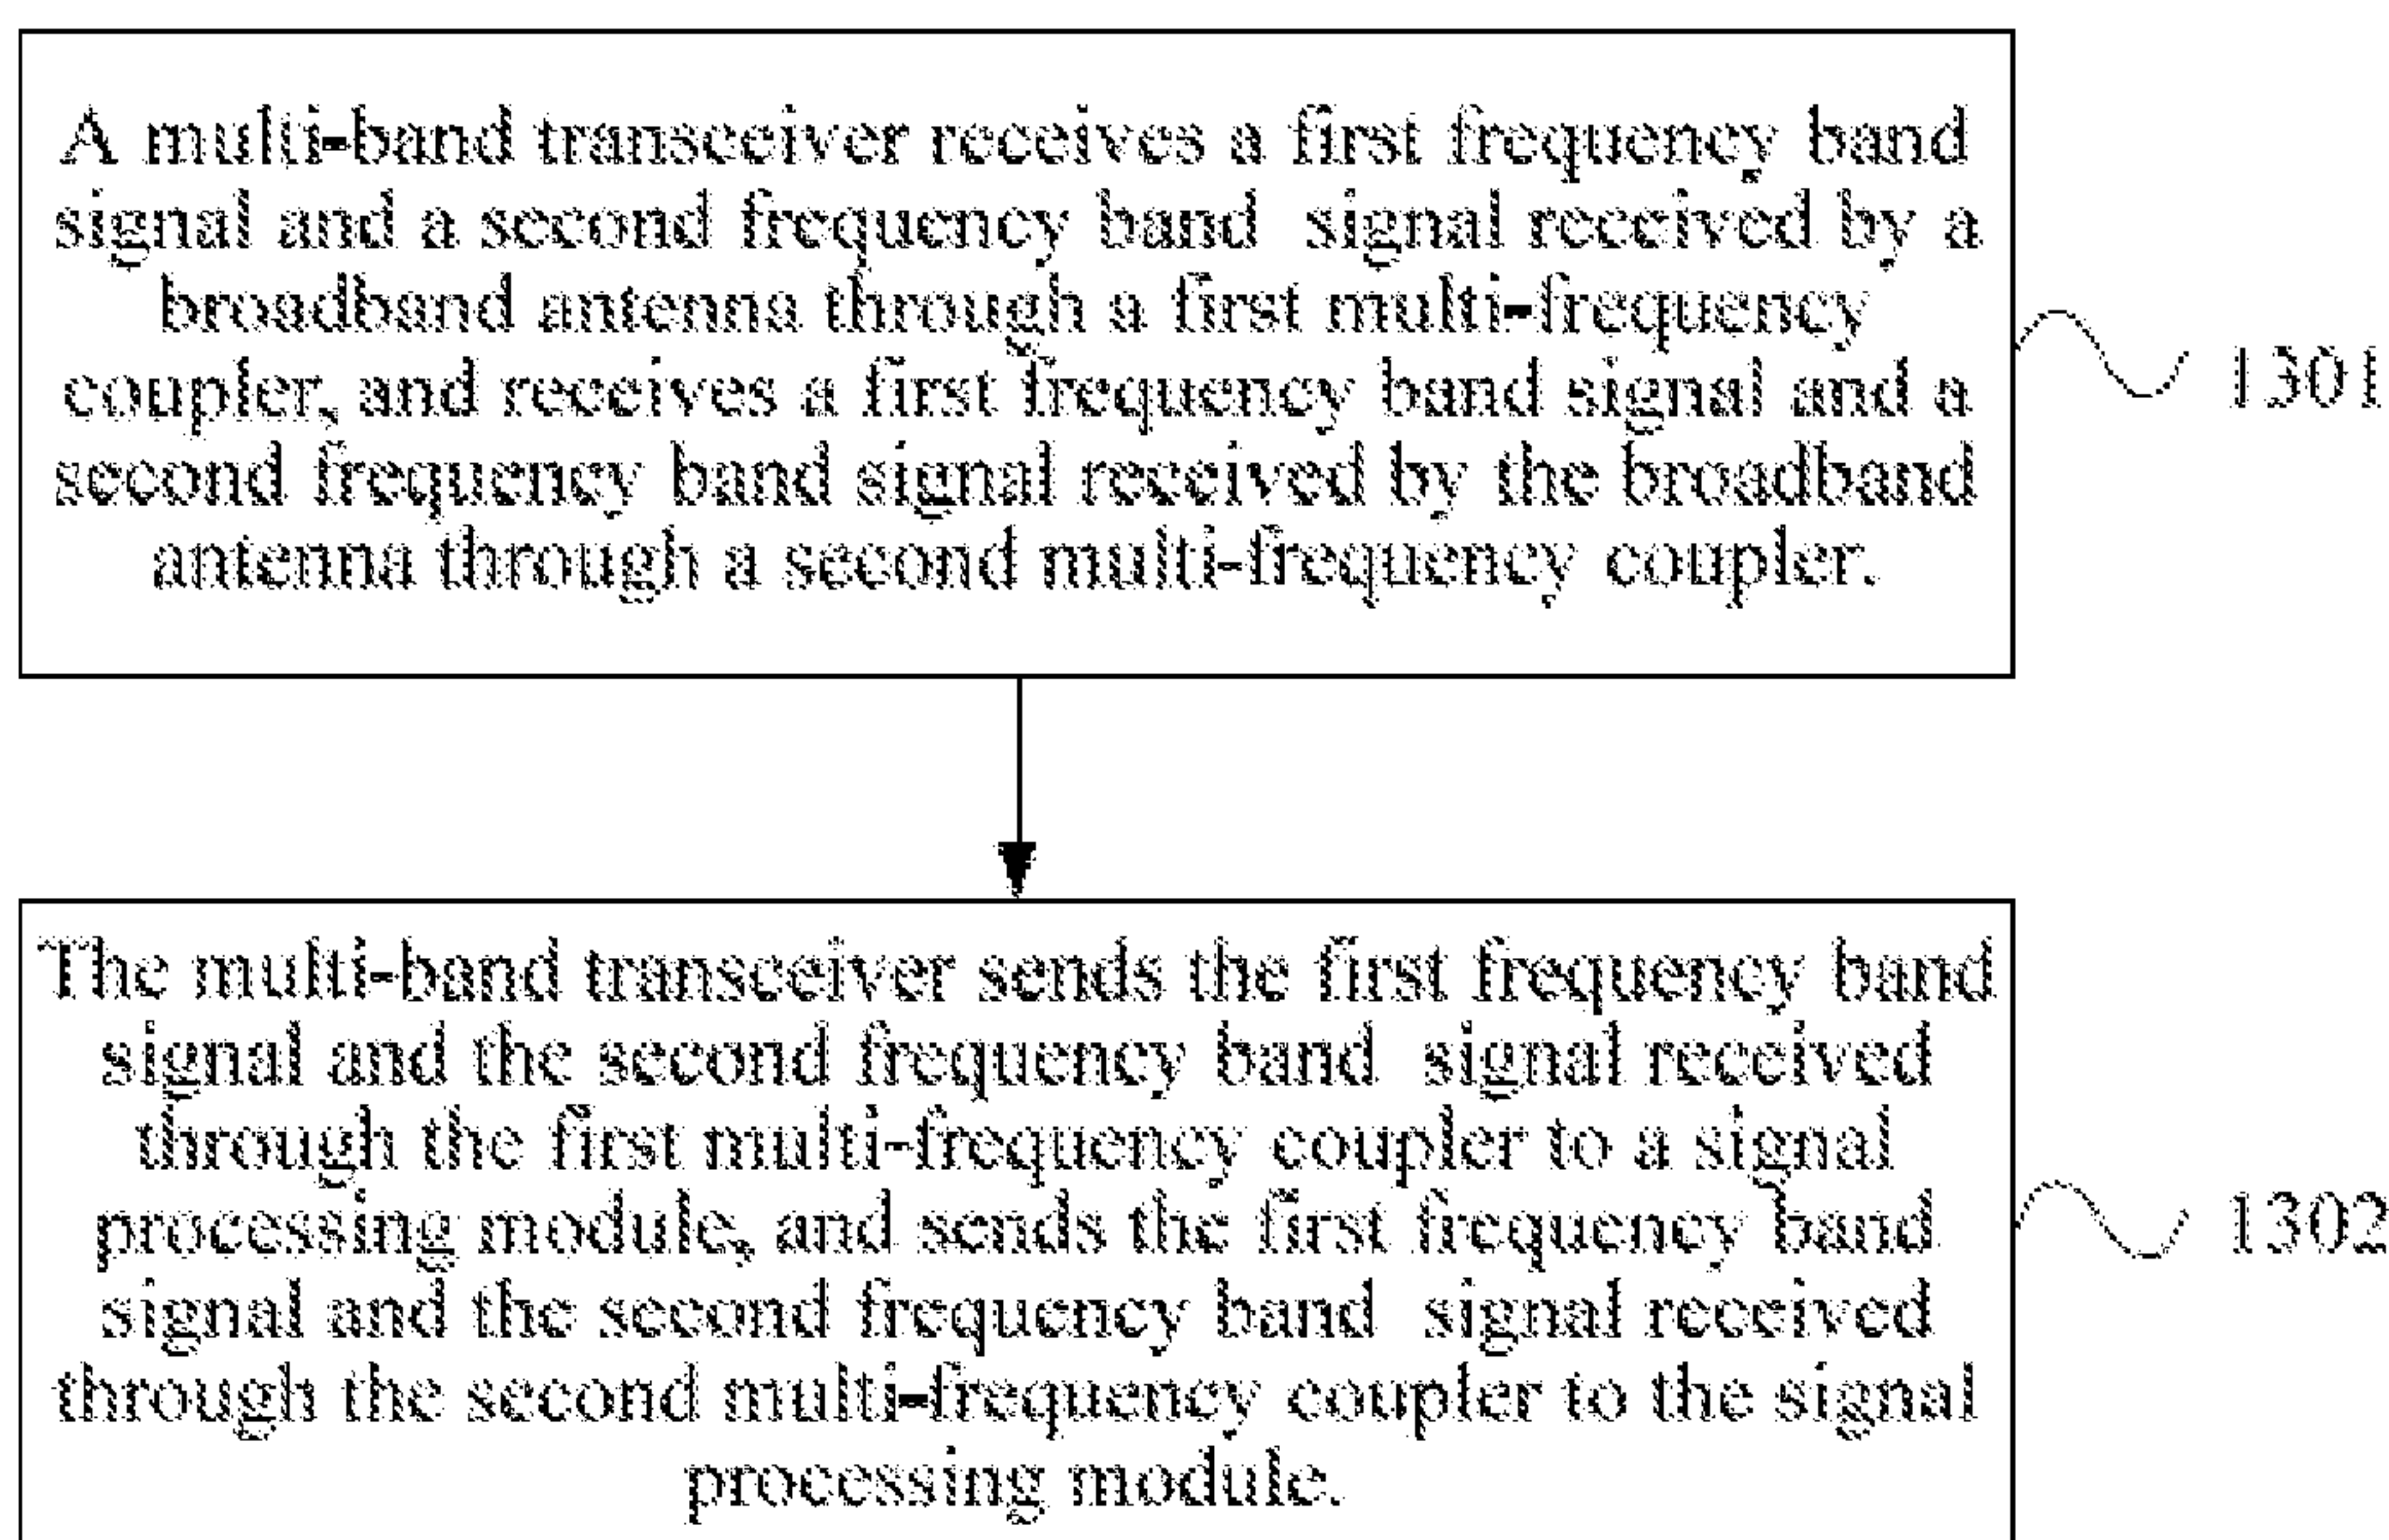 A multi-band transceiver receives a first frequency band
signal and a second frequency band signal received by a
broadband antenna through a first multi-frequency
coupler, and receives a first frequency band signal and a
second frequency band signal received by the broadband
antenna through a second multi-frequency coupler.
1301
The multi-band transceiver sends the first frequency band
signal and the second frequency band signal received
through the first multi-frequency coupler to a signal
processing module, and sends the first frequency band
signal and the second frequency band signal received
through the second multi-frequency coupler to the signal
processing module.
1302